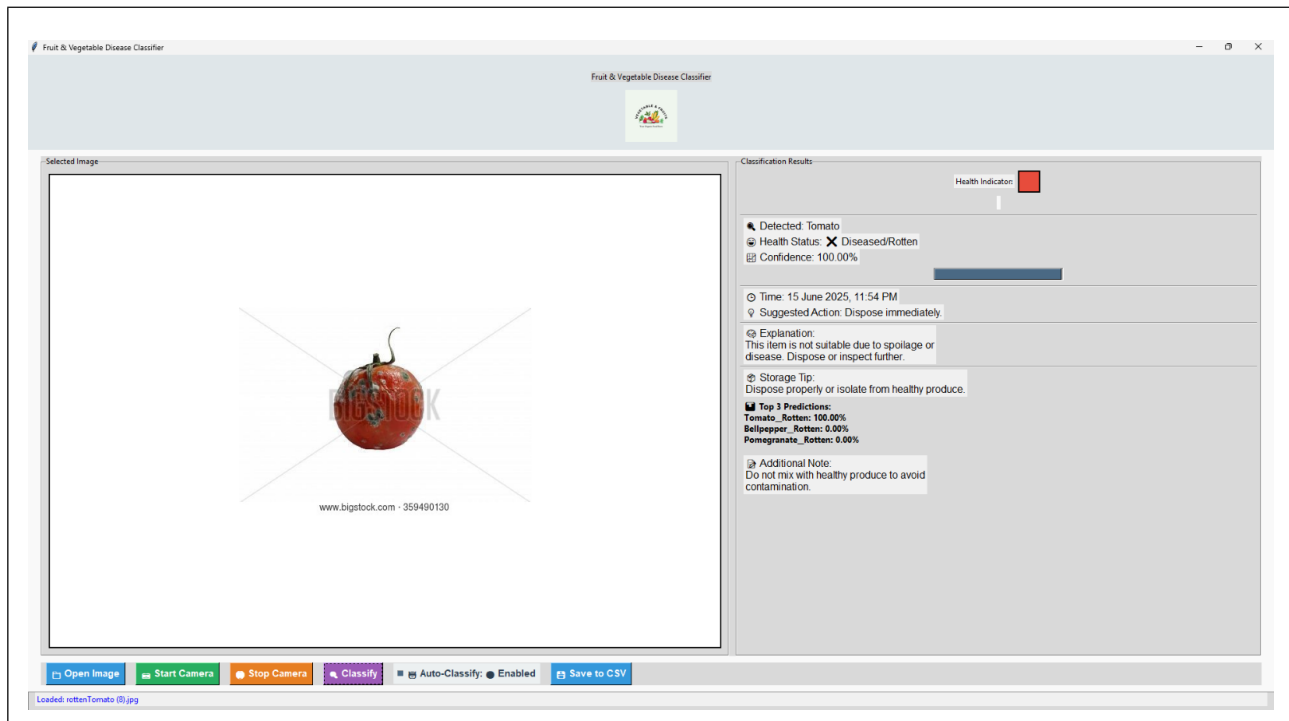 Fruit & Vegetable Disease Classifier
Fruit & Vegetable Disease Classifier
VEGETABLE & FRUITS
Selected Image
BIGSTOCK
www.bigstock.com · 359490130
Classification Results
Health Indicator:
Detected: Tomato
Health Status: ❌ Diseased/Rotten
Confidence: 100.00%
Time: 15 June 2025, 11:54 PM
Suggested Action: Dispose immediately.
Explanation:
This item is not suitable due to spoilage or
disease. Dispose or inspect further.
Storage Tip:
Dispose properly or isolate from healthy produce.
Top 3 Predictions:
Tomato__Rotten: 100.00%
Bellpepper__Rotten: 0.00%
Pomegranate__Rotten: 0.00%
Additional Note:
Do not mix with healthy produce to avoid
contamination.
Open Image
Start Camera
Stop Camera
Classify
Auto-Classify: Enabled
Save to CSV
Loaded: rottenTomato (8).jpg